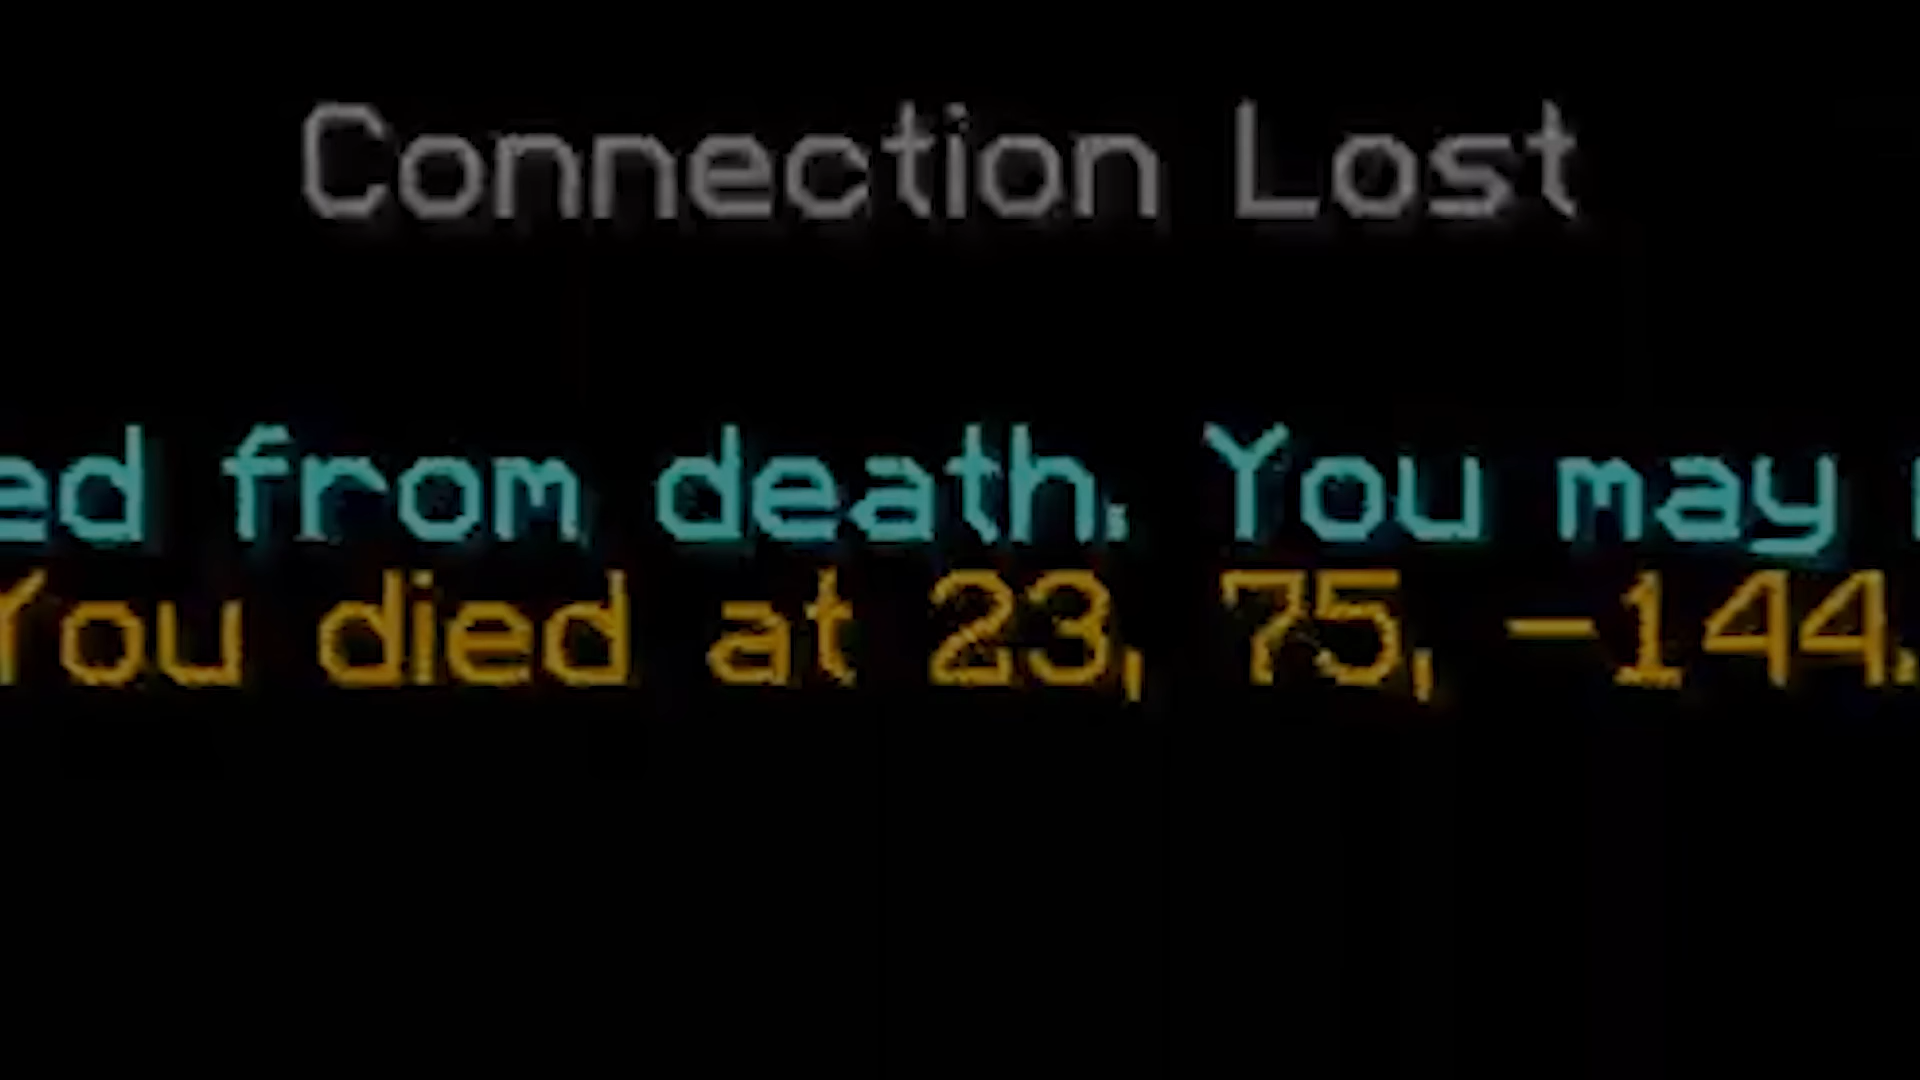 Connection Lost
ed from death. You may
You died at 23, 75, -144.